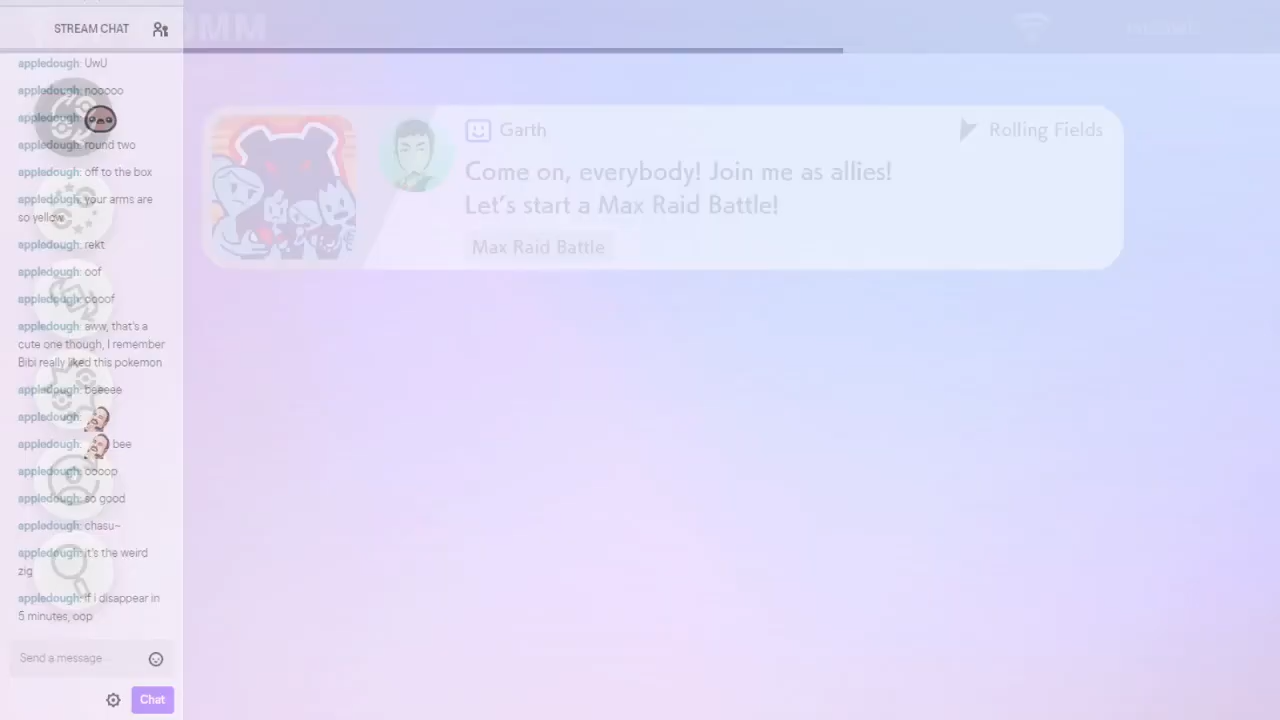 OMM
STREAM CHAT
appledough: UwU
appledough: nooooo
appledough:
appledough: round two
appledough: off to the box
appledough: your arms are
so yellow
appledough: rekt
appledough: oof
appledough: oooof
appledough: aww, that's a
cute one though, I remember
Bibi really liked this pokemon
appledough: beeeee
appledough:
appledough: bee
appledough: oooop
appledough: so good
appledough: chasu~
appledough: it's the weird
zig
appledough: if i disappear in
5 minutes, oop
Send a message
Chat
Garth
Rolling Fields
Come on, everybody! Join me as allies!
Let's start a Max Raid Battle!
Max Raid Battle